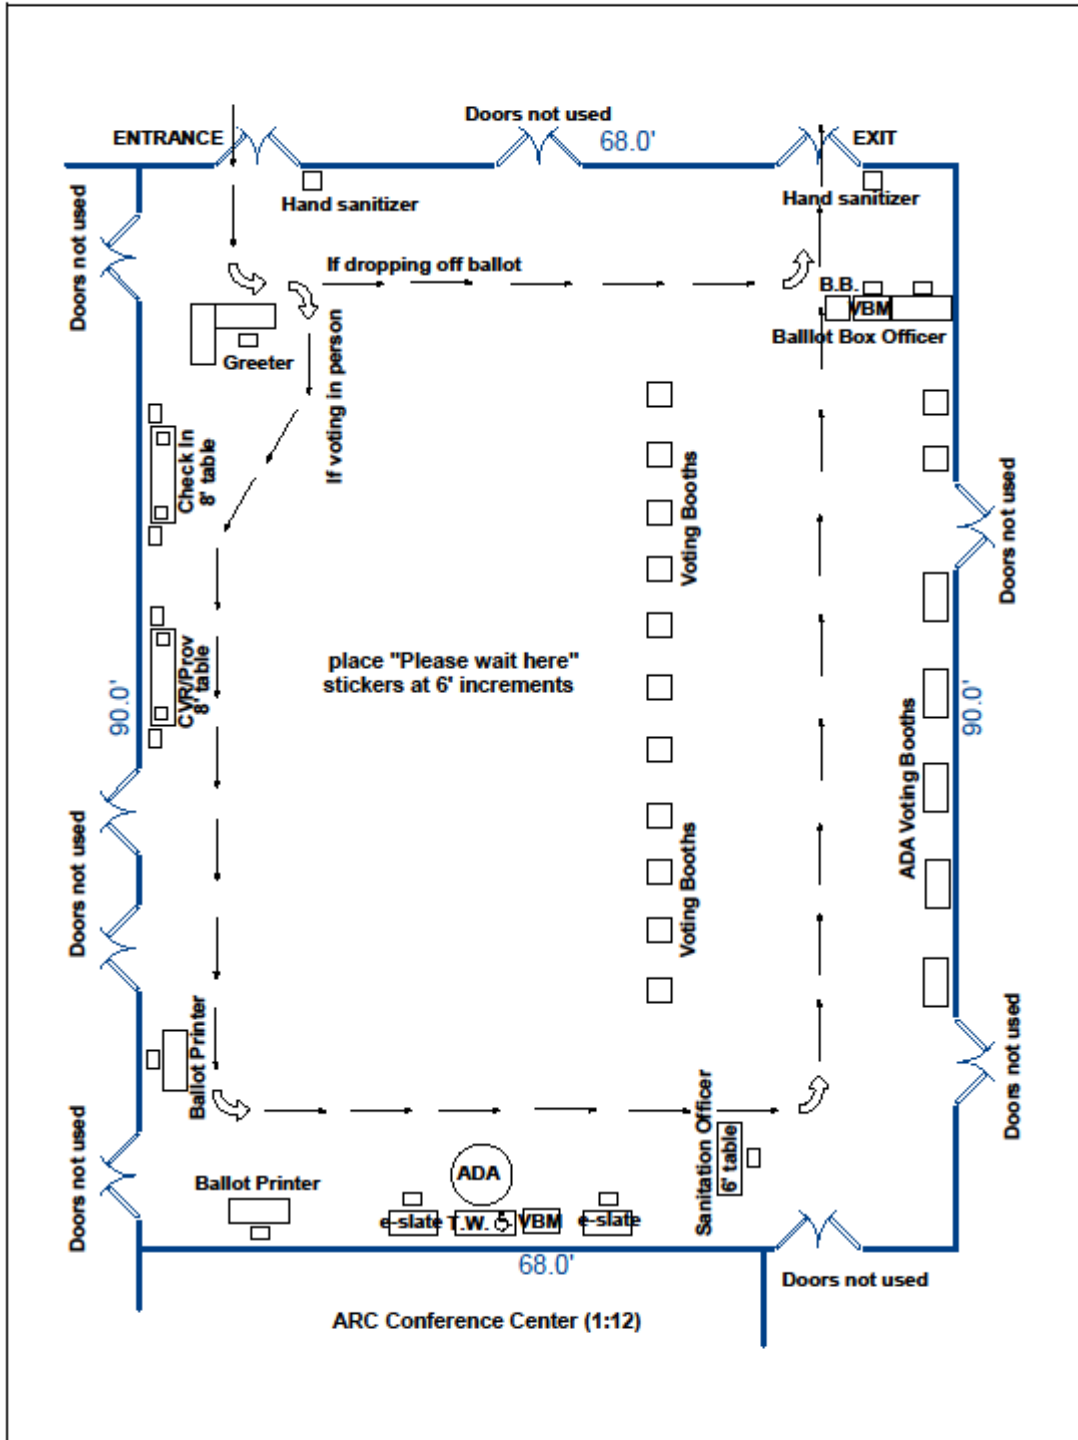 Doors not used
ENTRANCE
68.0'
EXIT
Hand sanitizer
Hand sanitizer
Doors not used
If dropping off ballot
B.B.
VBM
Balllot Box Officer
Greeter
If voting in person
Check In
8' table
Voting Booths
Doors not used
CVR/Prov
8' table
place "Please wait here"
stickers at 6' increments
90.0'
90.0'
ADA Voting Booths
Doors not used
Voting Booths
Ballot Printer
Doors not used
Sanitation Officer
6' table
Doors not used
ADA
Ballot Printer
e-slate
T.W.
VBM
e-slate
68.0'
Doors not used
ARC Conference Center (1:12)